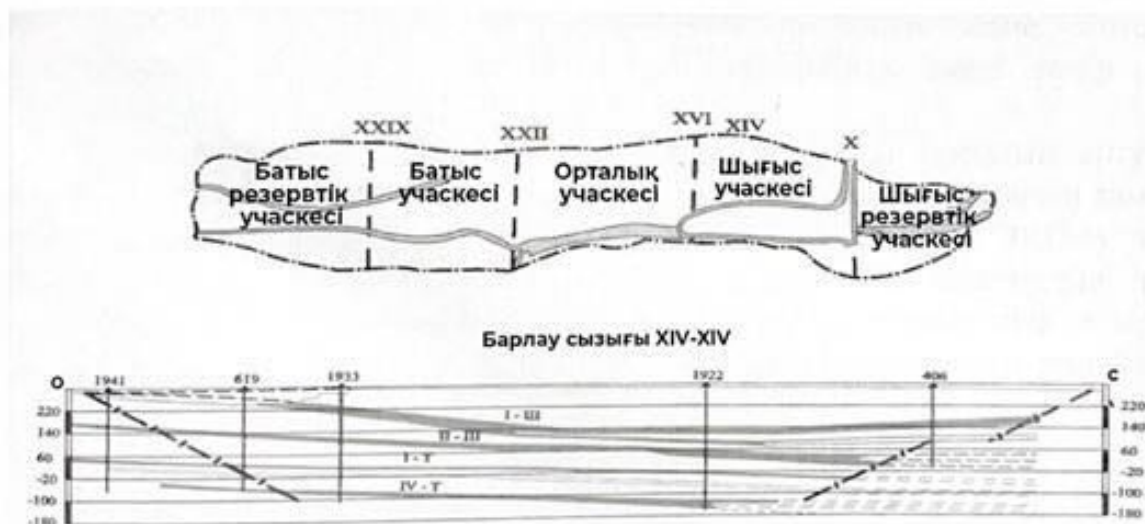 XXIX
XXII
XVI
XIV
X
Батыс
резервтік
учаскесі
Батыс
учаскесі
Орталық
учаскесі
Шығыс
учаскесі
Шығыс
резервтік
учаскесі
Барлау сызығы XIV-XIV
О 1941 619 1933 1922 406 С
220 I - Ш 220
140 II - Ш 140
60 I - Т 60
-20 -20
-100 IV - Т -100
-180 -180